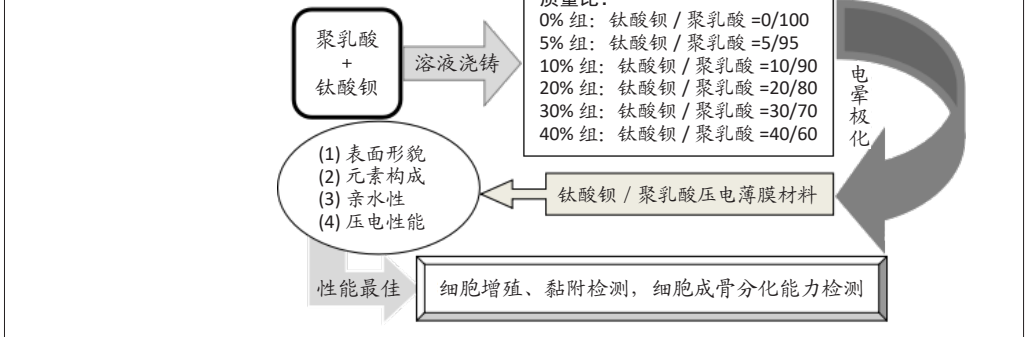 质量比：
0% 组：钛酸钡 / 聚乳酸 =0/100
5% 组：钛酸钡 / 聚乳酸 =5/95
10% 组：钛酸钡 / 聚乳酸 =10/90
20% 组：钛酸钡 / 聚乳酸 =20/80
30% 组：钛酸钡 / 聚乳酸 =30/70
40% 组：钛酸钡 / 聚乳酸 =40/60
聚乳酸
+
钛酸钡
溶液浇铸
电晕极化
(1) 表面形貌
(2) 元素构成
(3) 亲水性
(4) 压电性能
钛酸钡 / 聚乳酸压电薄膜材料
性能最佳
细胞增殖、黏附检测，细胞成骨分化能力检测